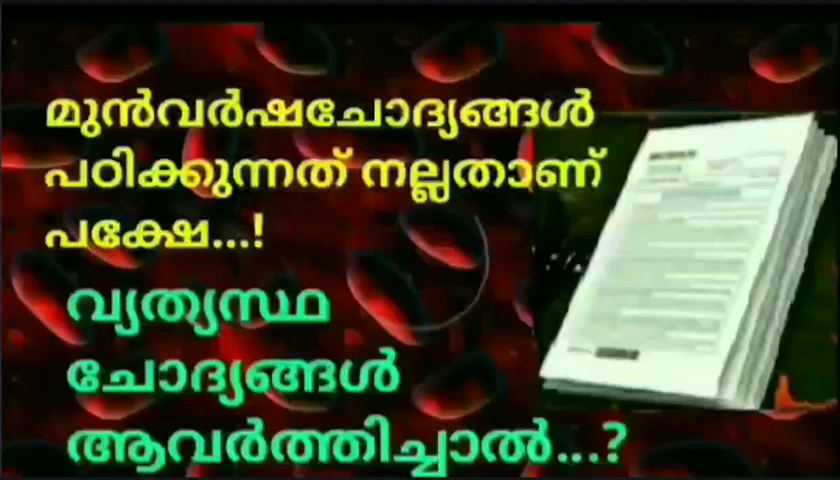 മുൻവർഷചോദ്യങ്ങൾ
പഠിക്കുന്നത് നല്ലതാണ്
പക്ഷേ...!
വ്യത്യസ്ഥ
ചോദ്യങ്ങൾ
ആവർത്തിച്ചാൽ...?